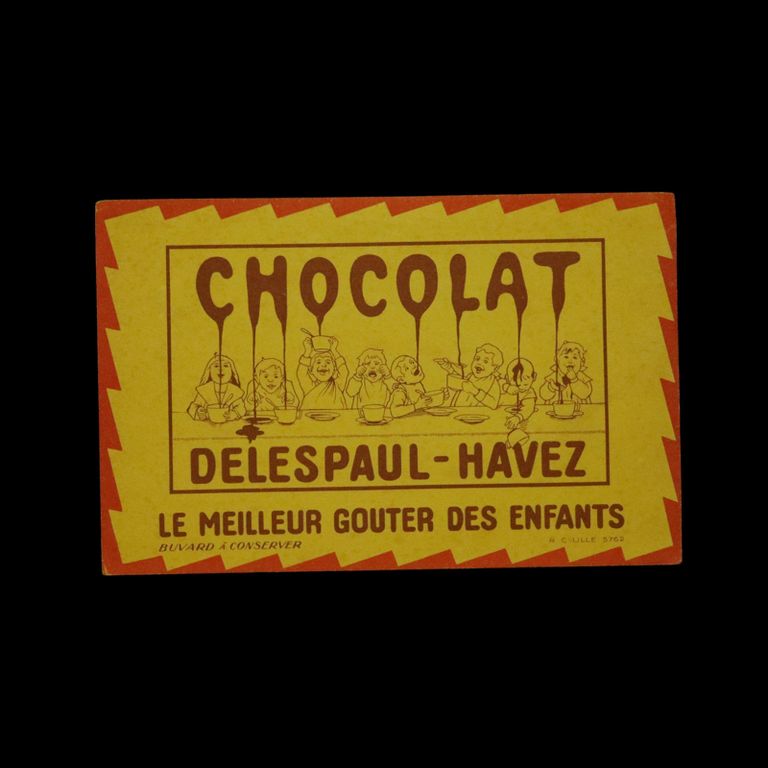 CHOCOLAT
DELESPAUL-HAVEZ
LE MEILLEUR GOUTER DES ENFANTS
BUVARD À CONSERVER
LILLE 5762